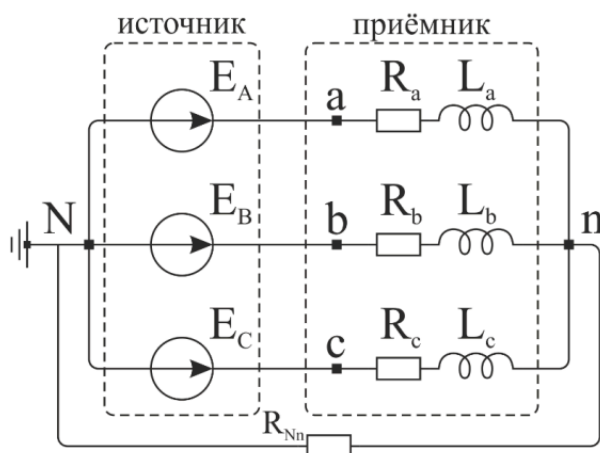 источник приёмник
E_A a R_a L_a
N E_B b R_b L_b n
E_C c R_c L_c
R_Nn